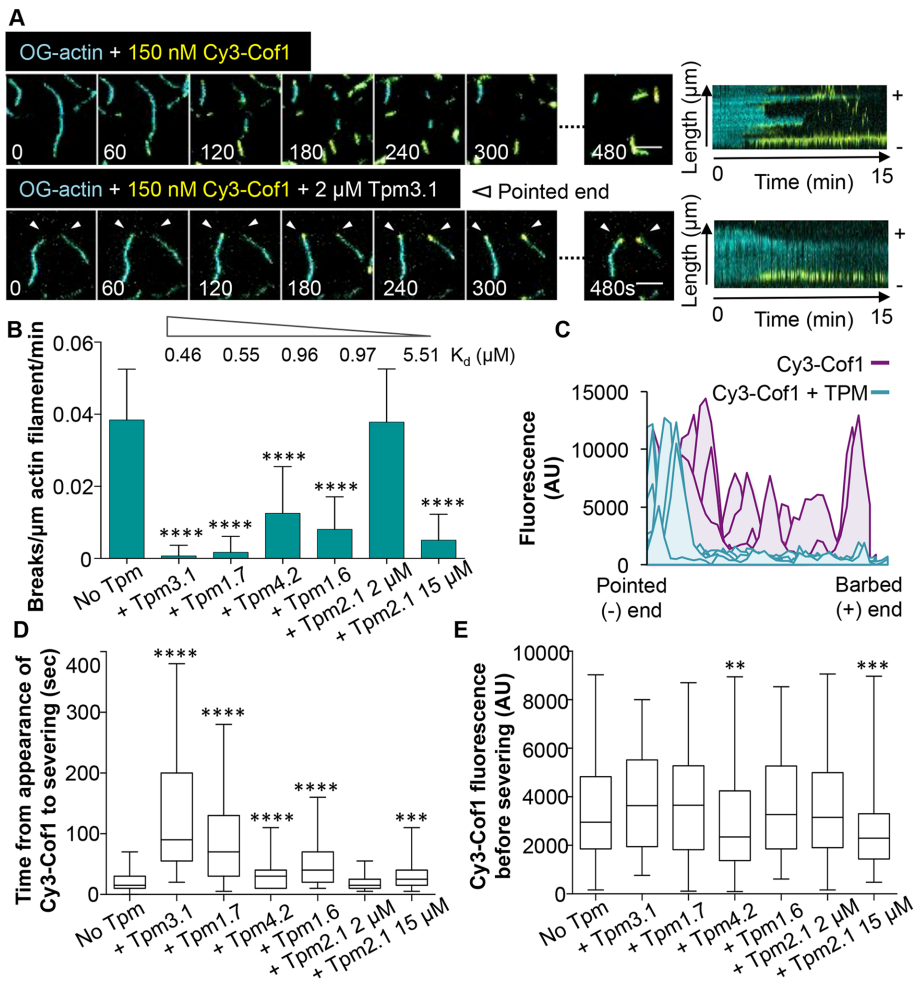 A
OG-actin + 150 nM Cy3-Cof1
0 60 120 180 240 300 480
Length (µm)
+
-
0 Time (min) 15
OG-actin + 150 nM Cy3-Cof1 + 2 µM Tpm3.1
Pointed end
0 60 120 180 240 300 480s
Length (µm)
+
-
0 Time (min) 15
B
0.46 0.55 0.96 0.97 5.51 Kd (µM)
Breaks/µm actin filament/min
0.06
0.04
0.02
0
**** **** **** **** ****
No Tpm
+ Tpm3.1
+ Tpm1.7
+ Tpm4.2
+ Tpm1.6
+ Tpm2.1 2 µM
+ Tpm2.1 15 µM
C
Cy3-Cof1
Cy3-Cof1 + TPM
Fluorescence
(AU)
15000
10000
5000
0
Pointed
(-) end
Barbed
(+) end
D
Time from appearance of
Cy3-Cof1 to severing (sec)
400
300
200
100
0
**** **** **** **** ***
No Tpm
+ Tpm3.1
+ Tpm1.7
+ Tpm4.2
+ Tpm1.6
+ Tpm2.1 2 µM
+ Tpm2.1 15 µM
E
Cy3-Cof1 fluorescence
before severing (AU)
10000
8000
6000
4000
2000
0
** ***
No Tpm
+ Tpm3.1
+ Tpm1.7
+ Tpm4.2
+ Tpm1.6
+ Tpm2.1 2 µM
+ Tpm2.1 15 µM